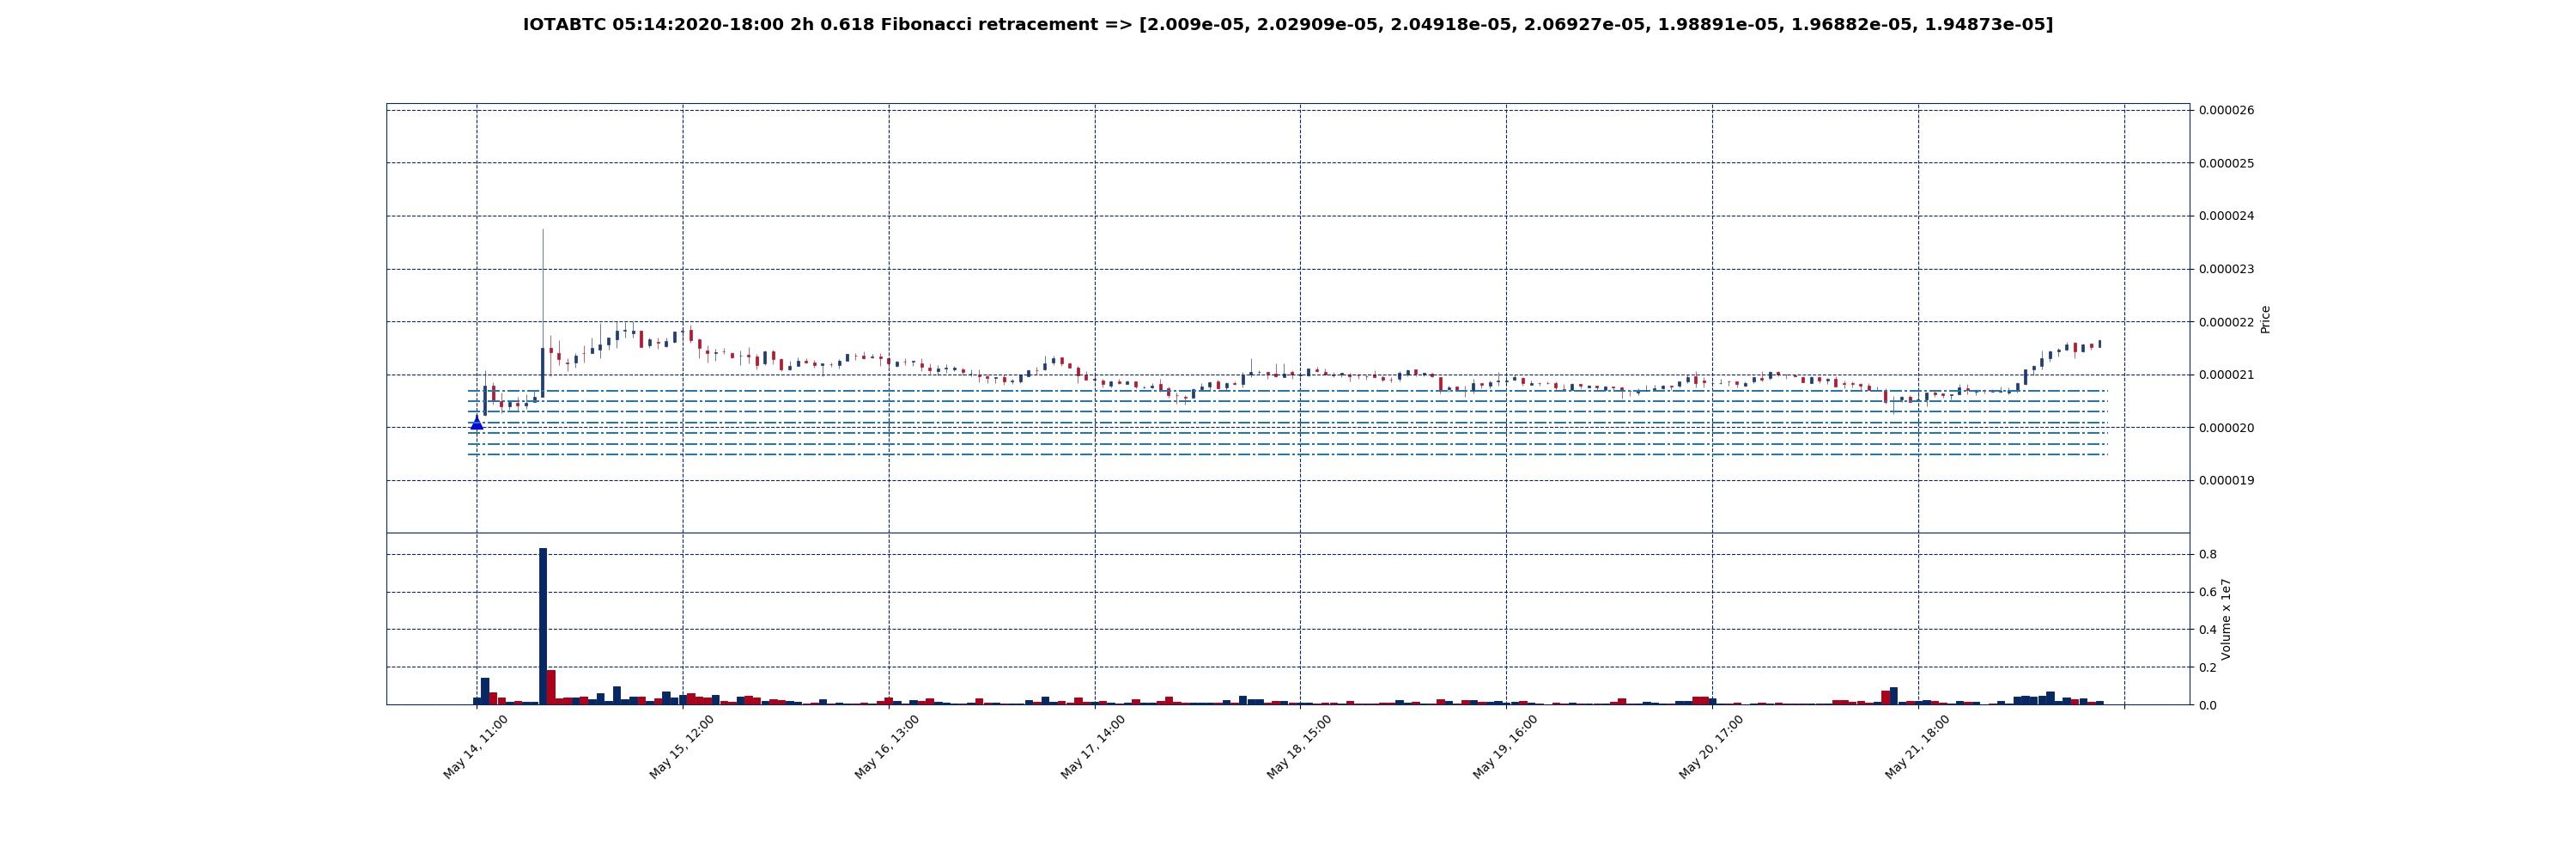 IOTABTC 05:14:2020-18:00 2h 0.618 Fibonacci retracement => [2.009e-05, 2.02909e-05, 2.04918e-05, 2.06927e-05, 1.98891e-05, 1.96882e-05, 1.94873e-05]
0.000026
0.000025
0.000024
0.000023
0.000022
0.000021
0.000020
0.000019
Price
0.8
0.6
0.4
0.2
0.0
Volume x 1e7
May 14, 11:00
May 15, 12:00
May 16, 13:00
May 17, 14:00
May 18, 15:00
May 19, 16:00
May 20, 17:00
May 21, 18:00